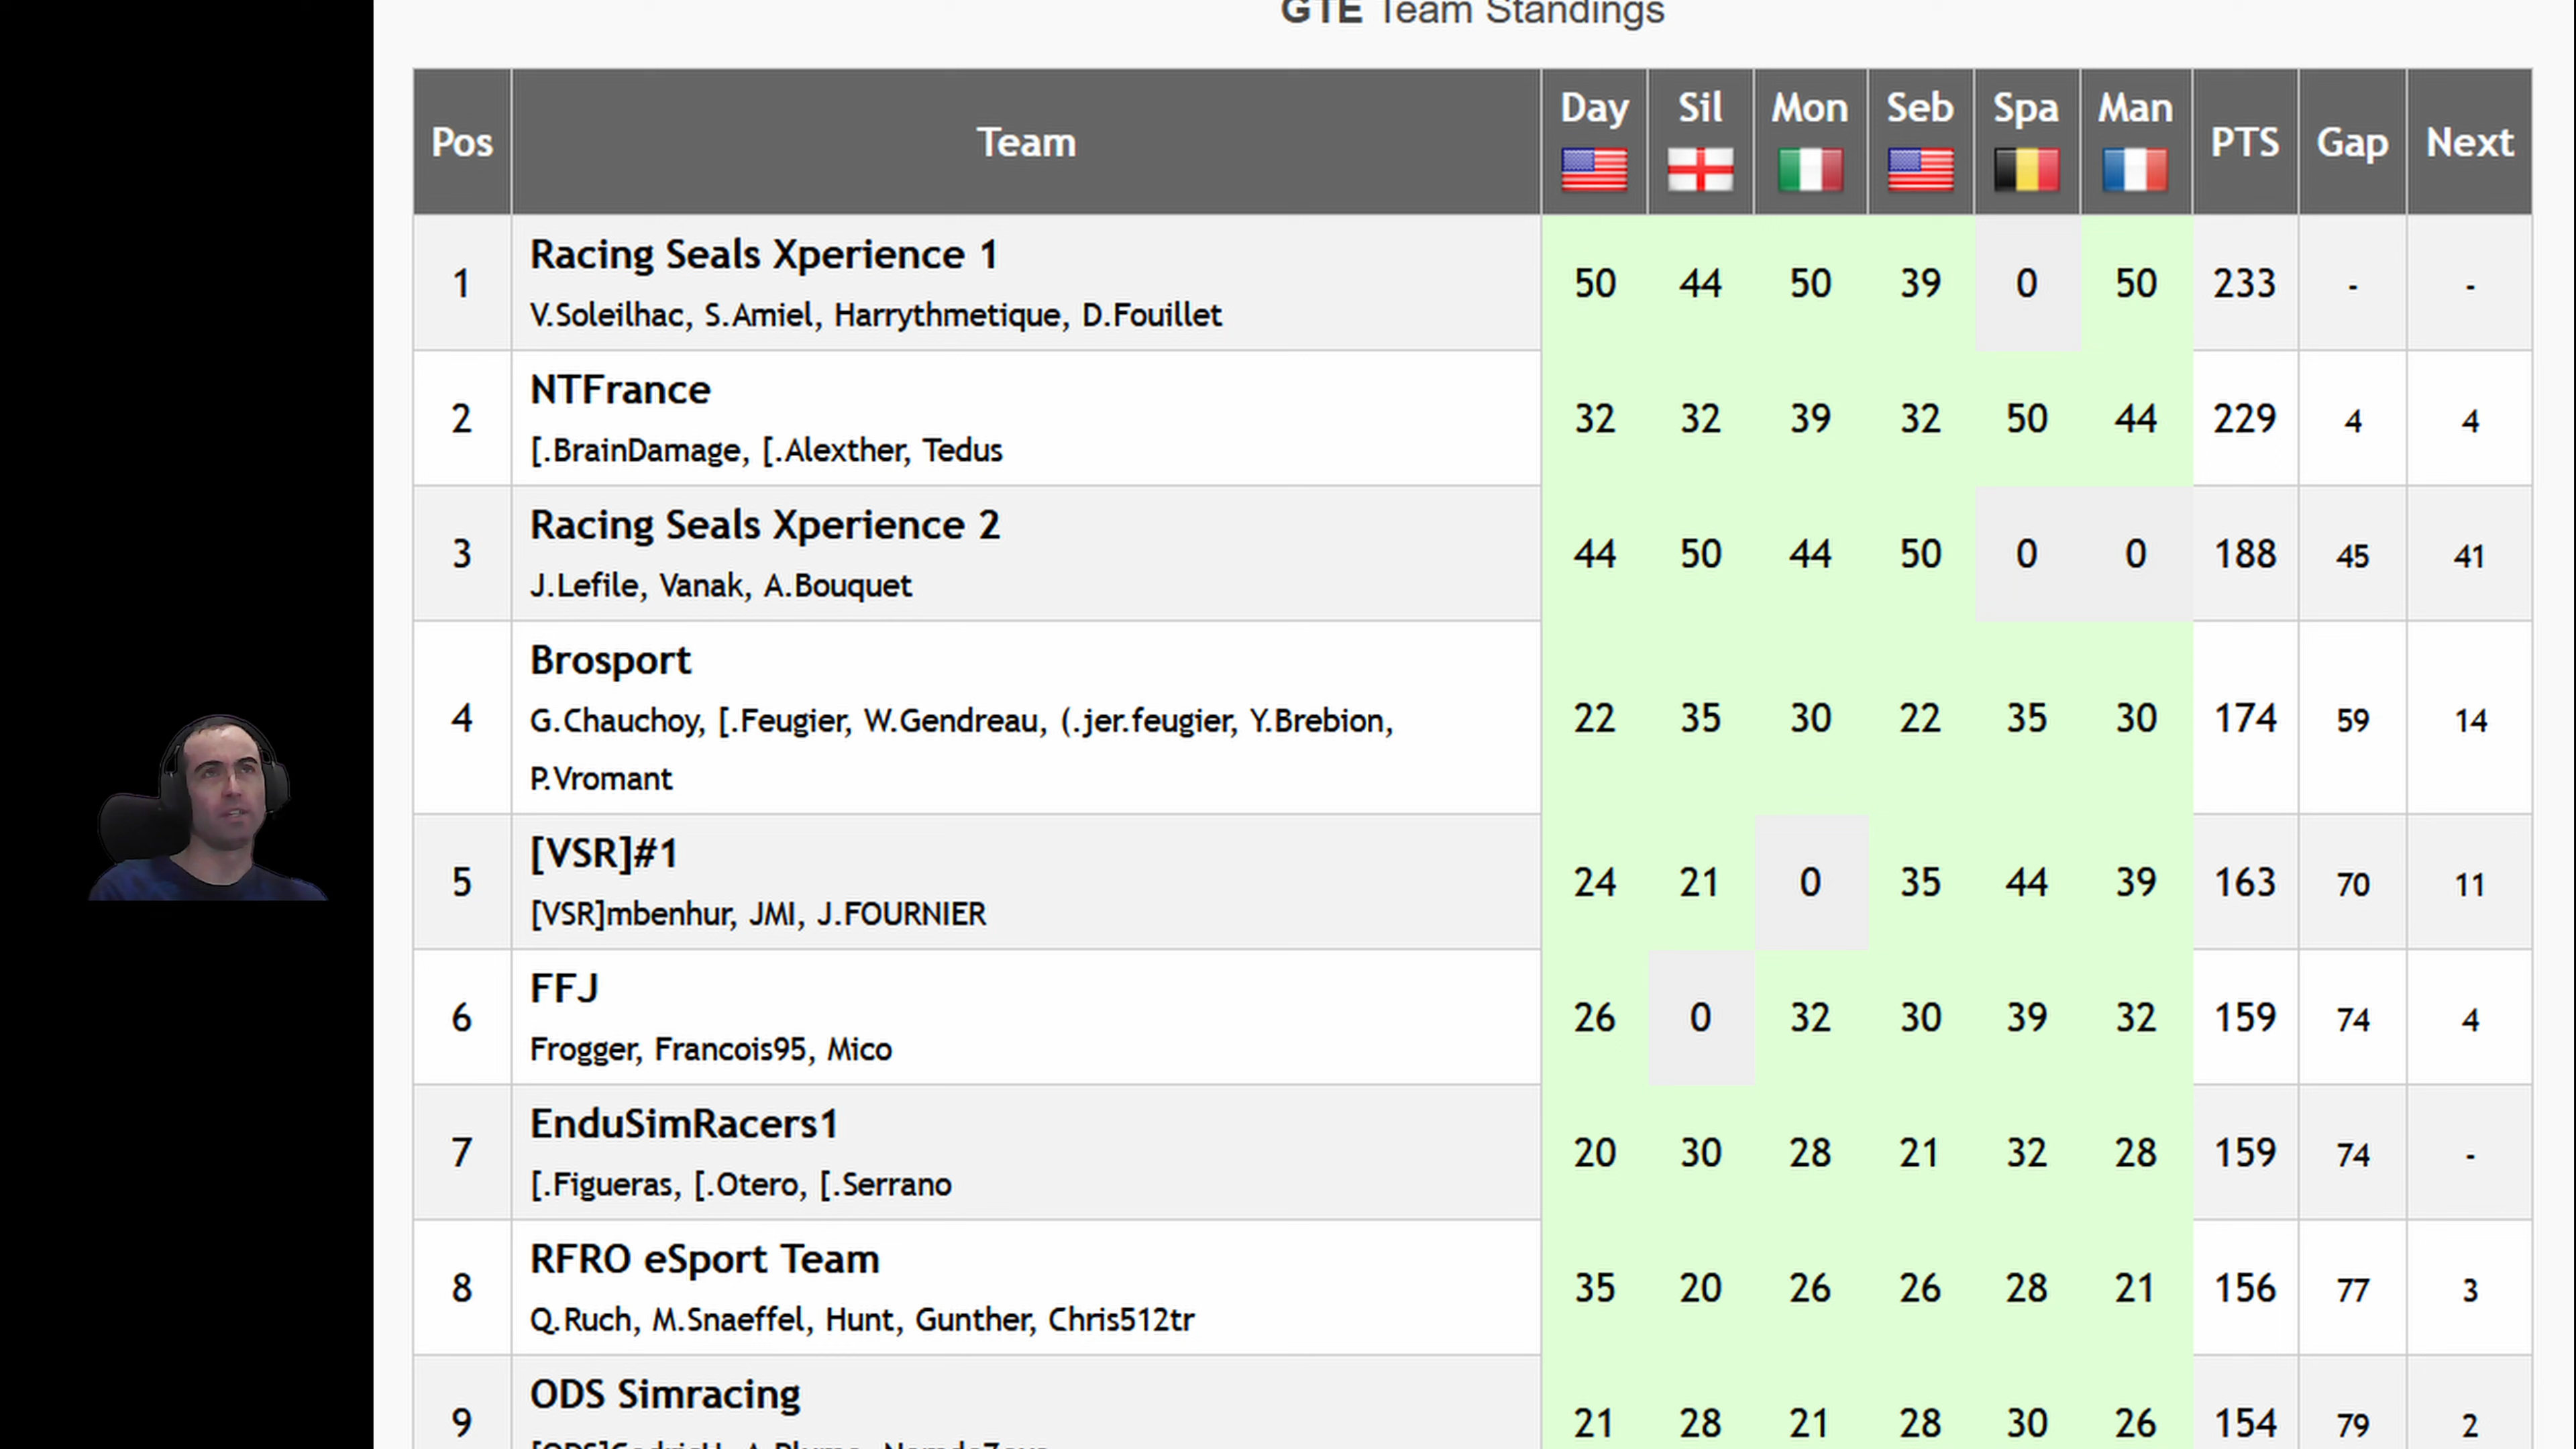 GTE Team Standings
Pos Team Day Sil Mon Seb Spa Man PTS Gap Next
1 Racing Seals Xperience 1 50 44 50 39 0 50 233 - -
V.Soleilhac, S.Amiel, Harrythmetique, D.Fouillet
2 NTFrance 32 32 39 32 50 44 229 4 4
[.BrainDamage, [.Alexther, Tedus
3 Racing Seals Xperience 2 44 50 44 50 0 0 188 45 41
J.Lefile, Vanak, A.Bouquet
4 Brosport 22 35 30 22 35 30 174 59 14
G.Chauchoy, [.Feugier, W.Gendreau, (.jer.feugier, Y.Brebion,
P.Vromant
5 [VSR]#1 24 21 0 35 44 39 163 70 11
[VSR]mbenhur, JMI, J.FOURNIER
6 FFJ 26 0 32 30 39 32 159 74 4
Frogger, Francois95, Mico
7 EnduSimRacers1 20 30 28 21 32 28 159 74 -
[.Figueras, [.Otero, [.Serrano
8 RFRO eSport Team 35 20 26 26 28 21 156 77 3
Q.Ruch, M.Snaeffel, Hunt, Gunther, Chris512tr
9 ODS Simracing 21 28 21 28 30 26 154 79 2